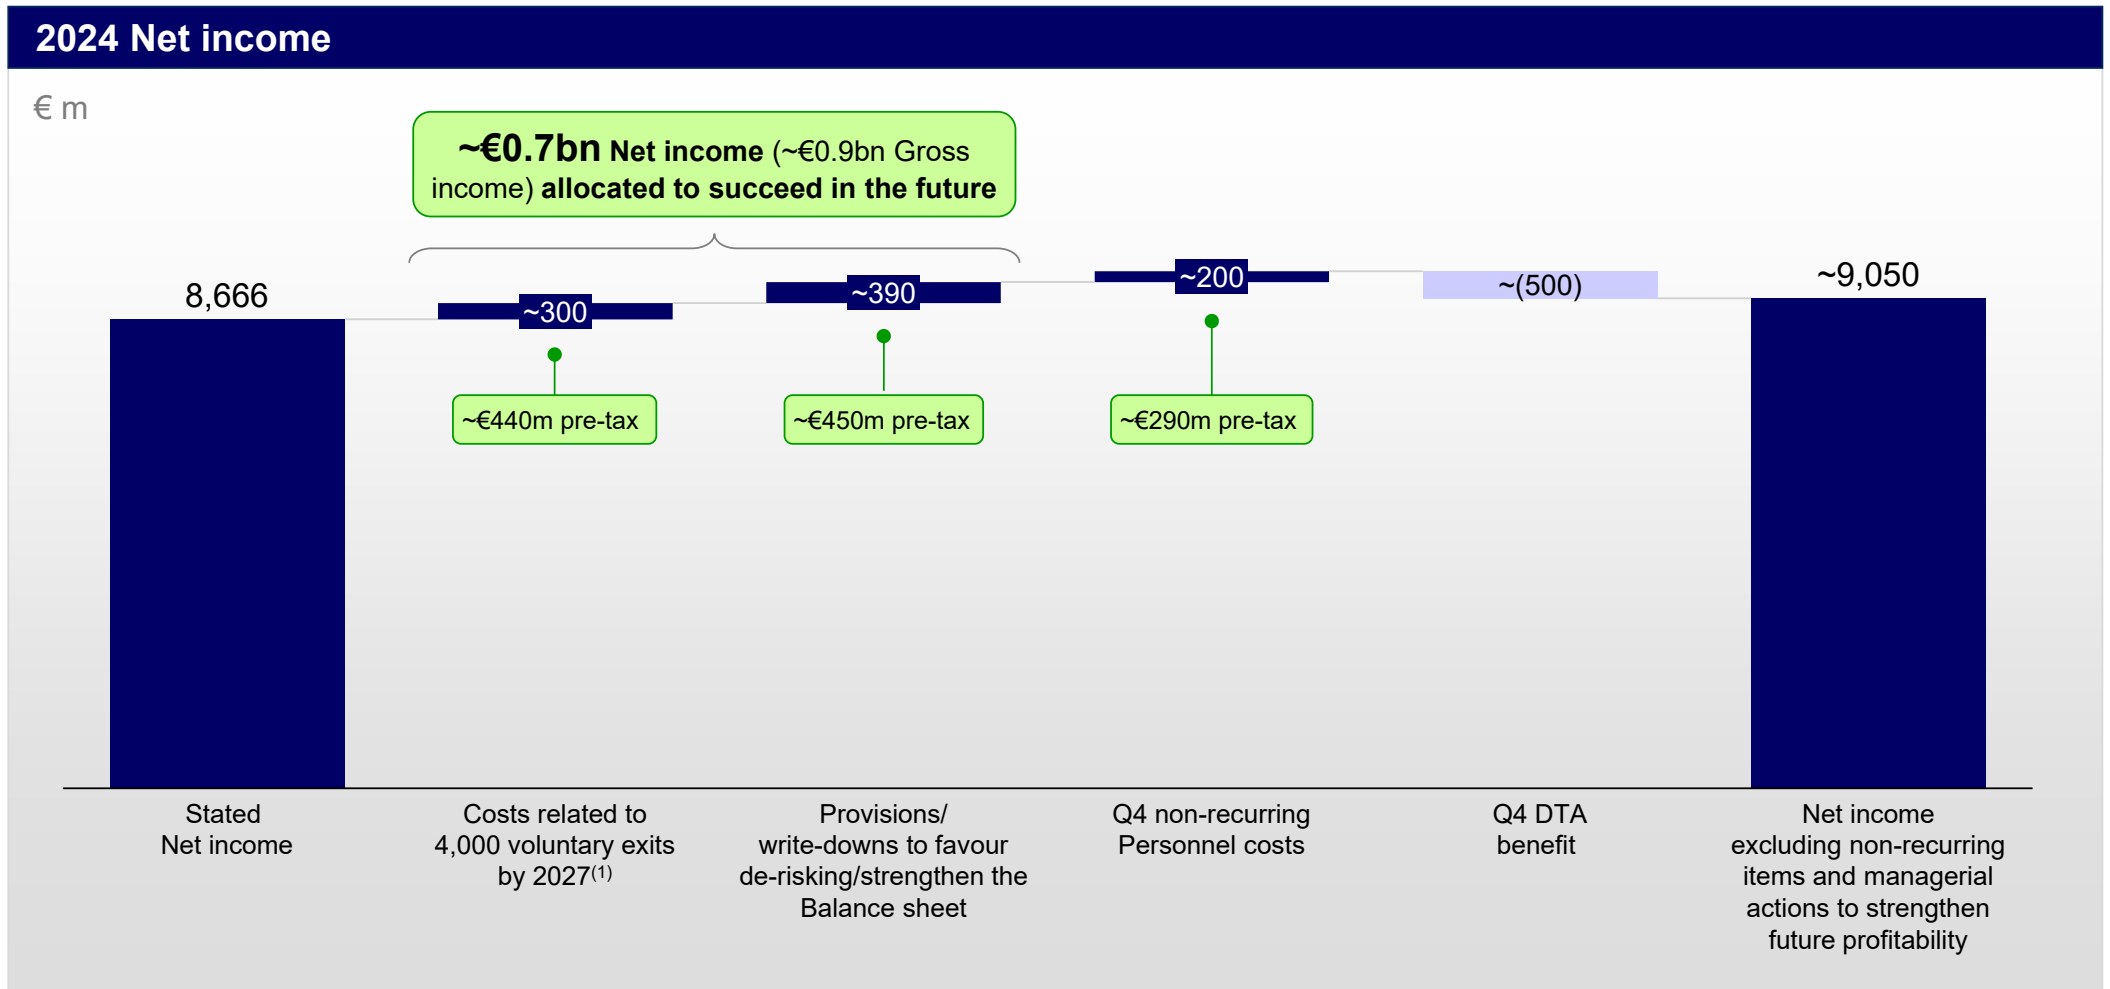 2024 Net income
€ m
~€0.7bn Net income (~€0.9bn Gross
income) allocated to succeed in the future
8,666
~300
~390
~200
~(500)
~9,050
~€440m pre-tax
~€450m pre-tax
~€290m pre-tax
Stated
Net income
Costs related to
4,000 voluntary exits
by 2027(1)
Provisions/
write-downs to favour
de-risking/strengthen the
Balance sheet
Q4 non-recurring
Personnel costs
Q4 DTA
benefit
Net income
excluding non-recurring
items and managerial
actions to strengthen
future profitability